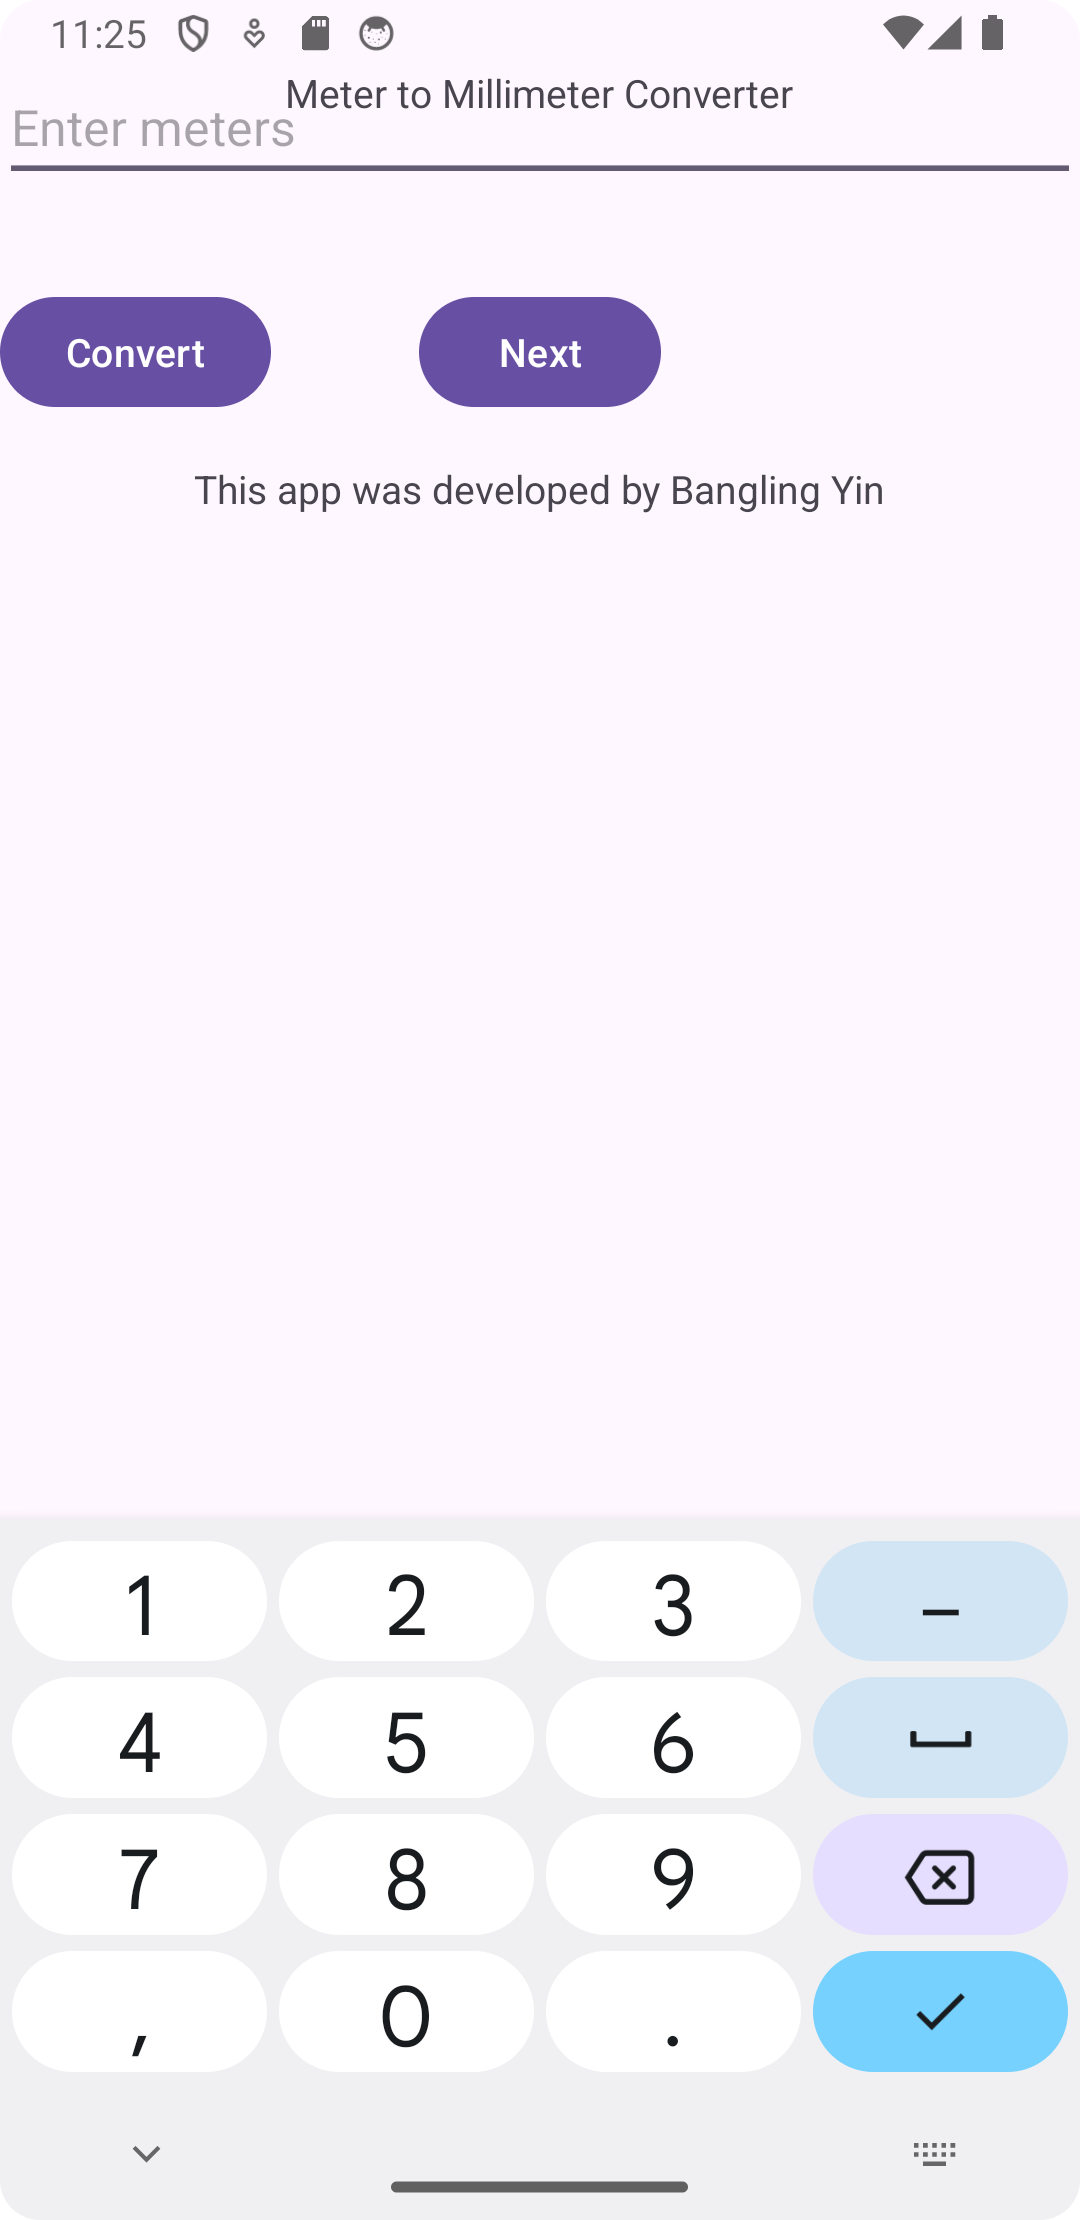 11:25
Meter to Millimeter Converter
Enter meters
Convert Next
This app was developed by Bangling Yin
1 2 3 –
4 5 6
7 8 9
, 0 .